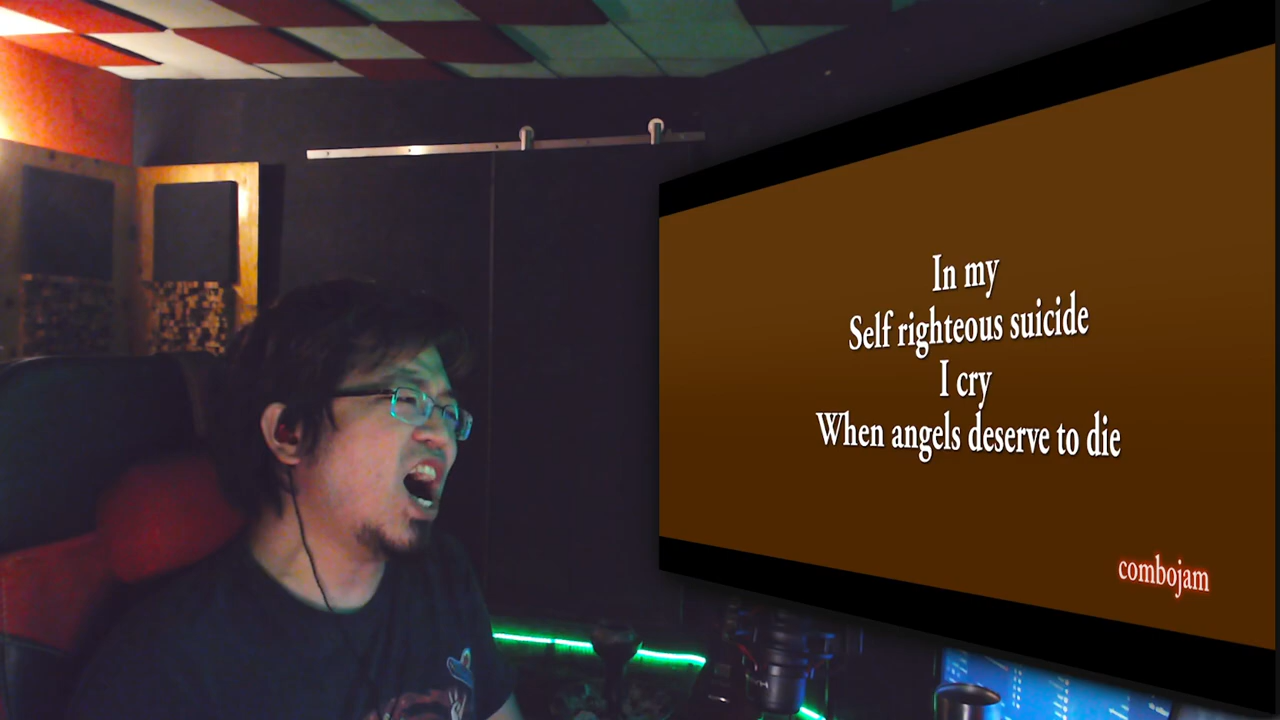 In my
Self righteous suicide
I cry
When angels deserve to die
combojam